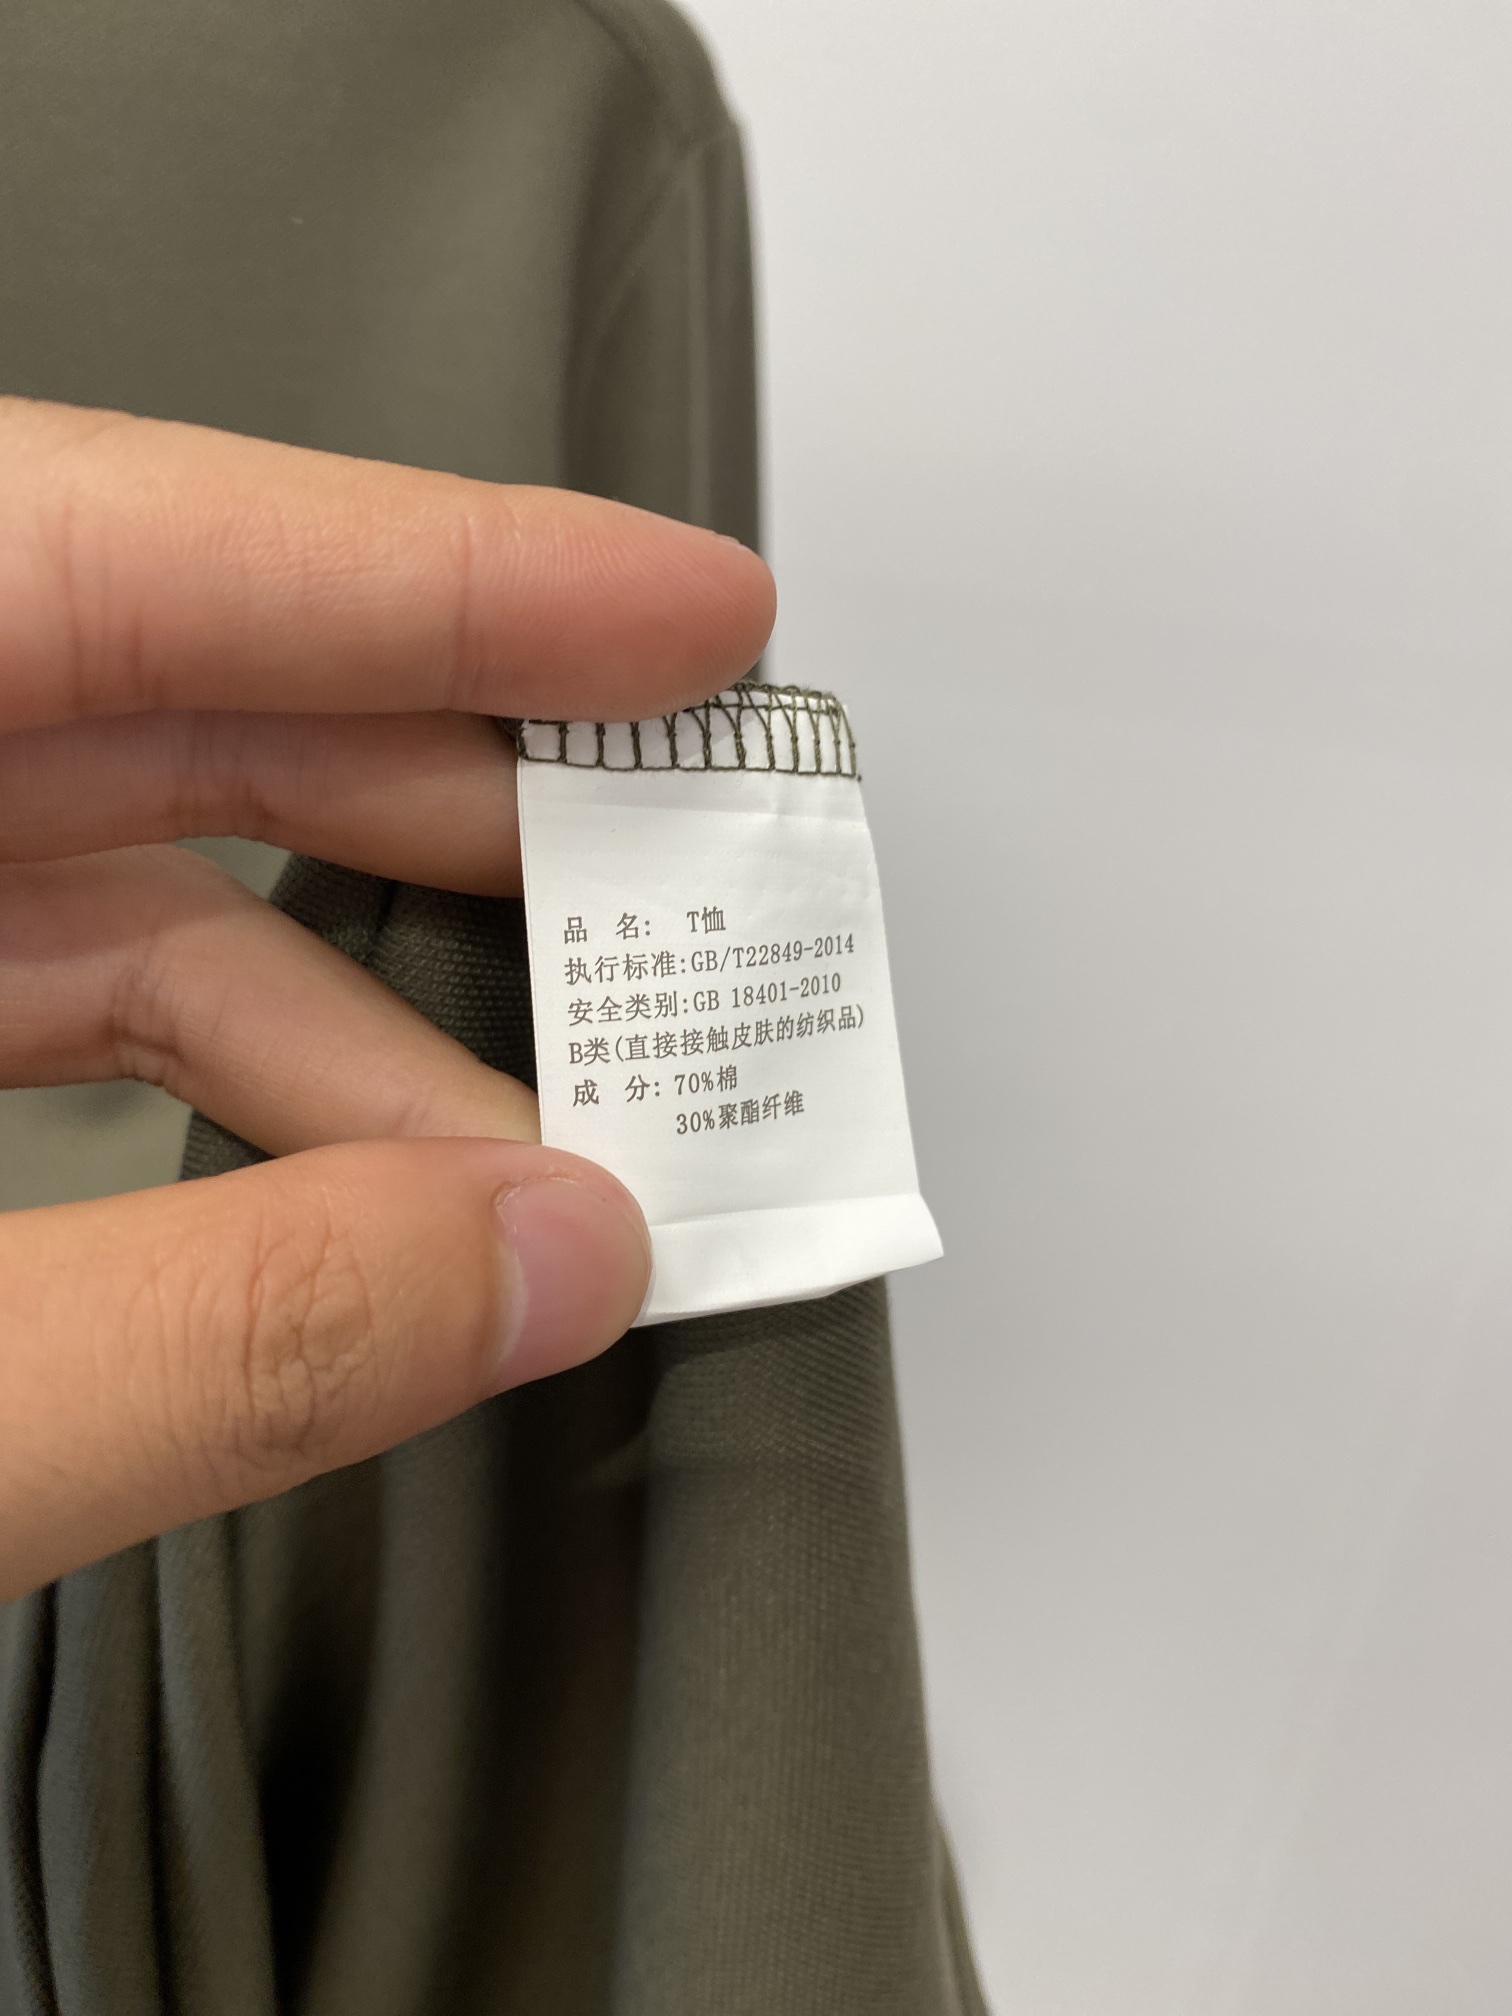 品　名：　T恤
执行标准:GB/T22849-2014
安全类别:GB 18401-2010
B类(直接接触皮肤的纺织品)
成　分：70%棉
30%聚酯纤维